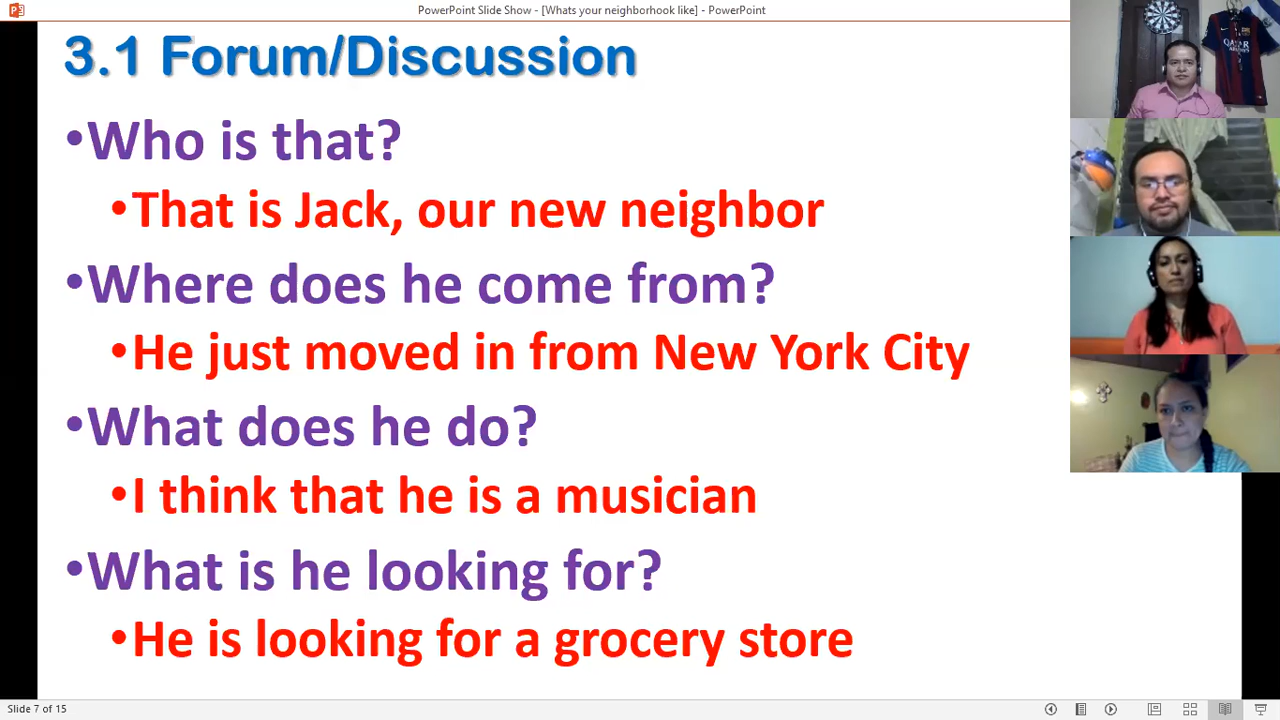 PowerPoint Slide Show - [Whats your neighborhook like] - PowerPoint
3.1 Forum/Discussion
•Who is that?
•That is Jack, our new neighbor
•Where does he come from?
•He just moved in from New York City
•What does he do?
•I think that he is a musician
•What is he looking for?
•He is looking for a grocery store
QATAR
AIRWAYS
Slide 7 of 15